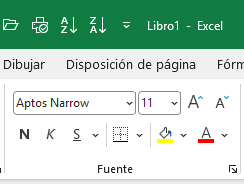 Libro1 - Excel
Dibujar Disposición de página Fórm
Aptos Narrow 11 A A
N K S A
Fuente